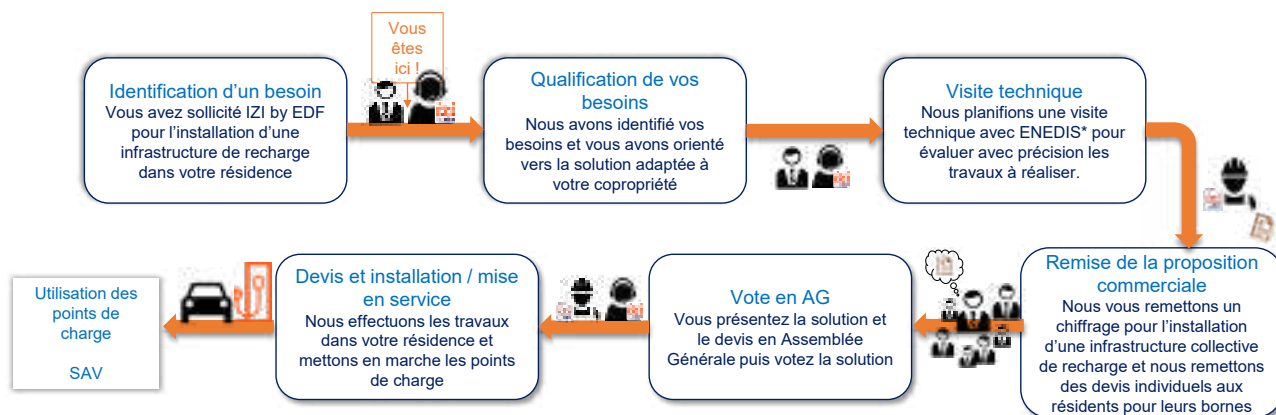 Vous
êtes
ici !
Identification d'un besoin
Vous avez sollicité IZI by EDF
pour l'installation d'une
infrastructure de recharge
dans votre résidence
Qualification de vos
besoins
Nous avons identifié vos
besoins et vous avons orienté
vers la solution adaptée à
votre copropriété
Visite technique
Nous planifions une visite
technique avec ENEDIS* pour
évaluer avec précision les
travaux à réaliser.
Remise de la proposition
commerciale
Nous vous remettons un
chiffrage pour l'installation
d'une infrastructure collective
de recharge et nous remettons
des devis individuels aux
résidents pour leurs bornes
Vote en AG
Vous présentez la solution et
le devis en Assemblée
Générale puis votez la solution
Devis et installation / mise
en service
Nous effectuons les travaux
dans votre résidence et
mettons en marche les points
de charge
Utilisation des
points de
charge
SAV